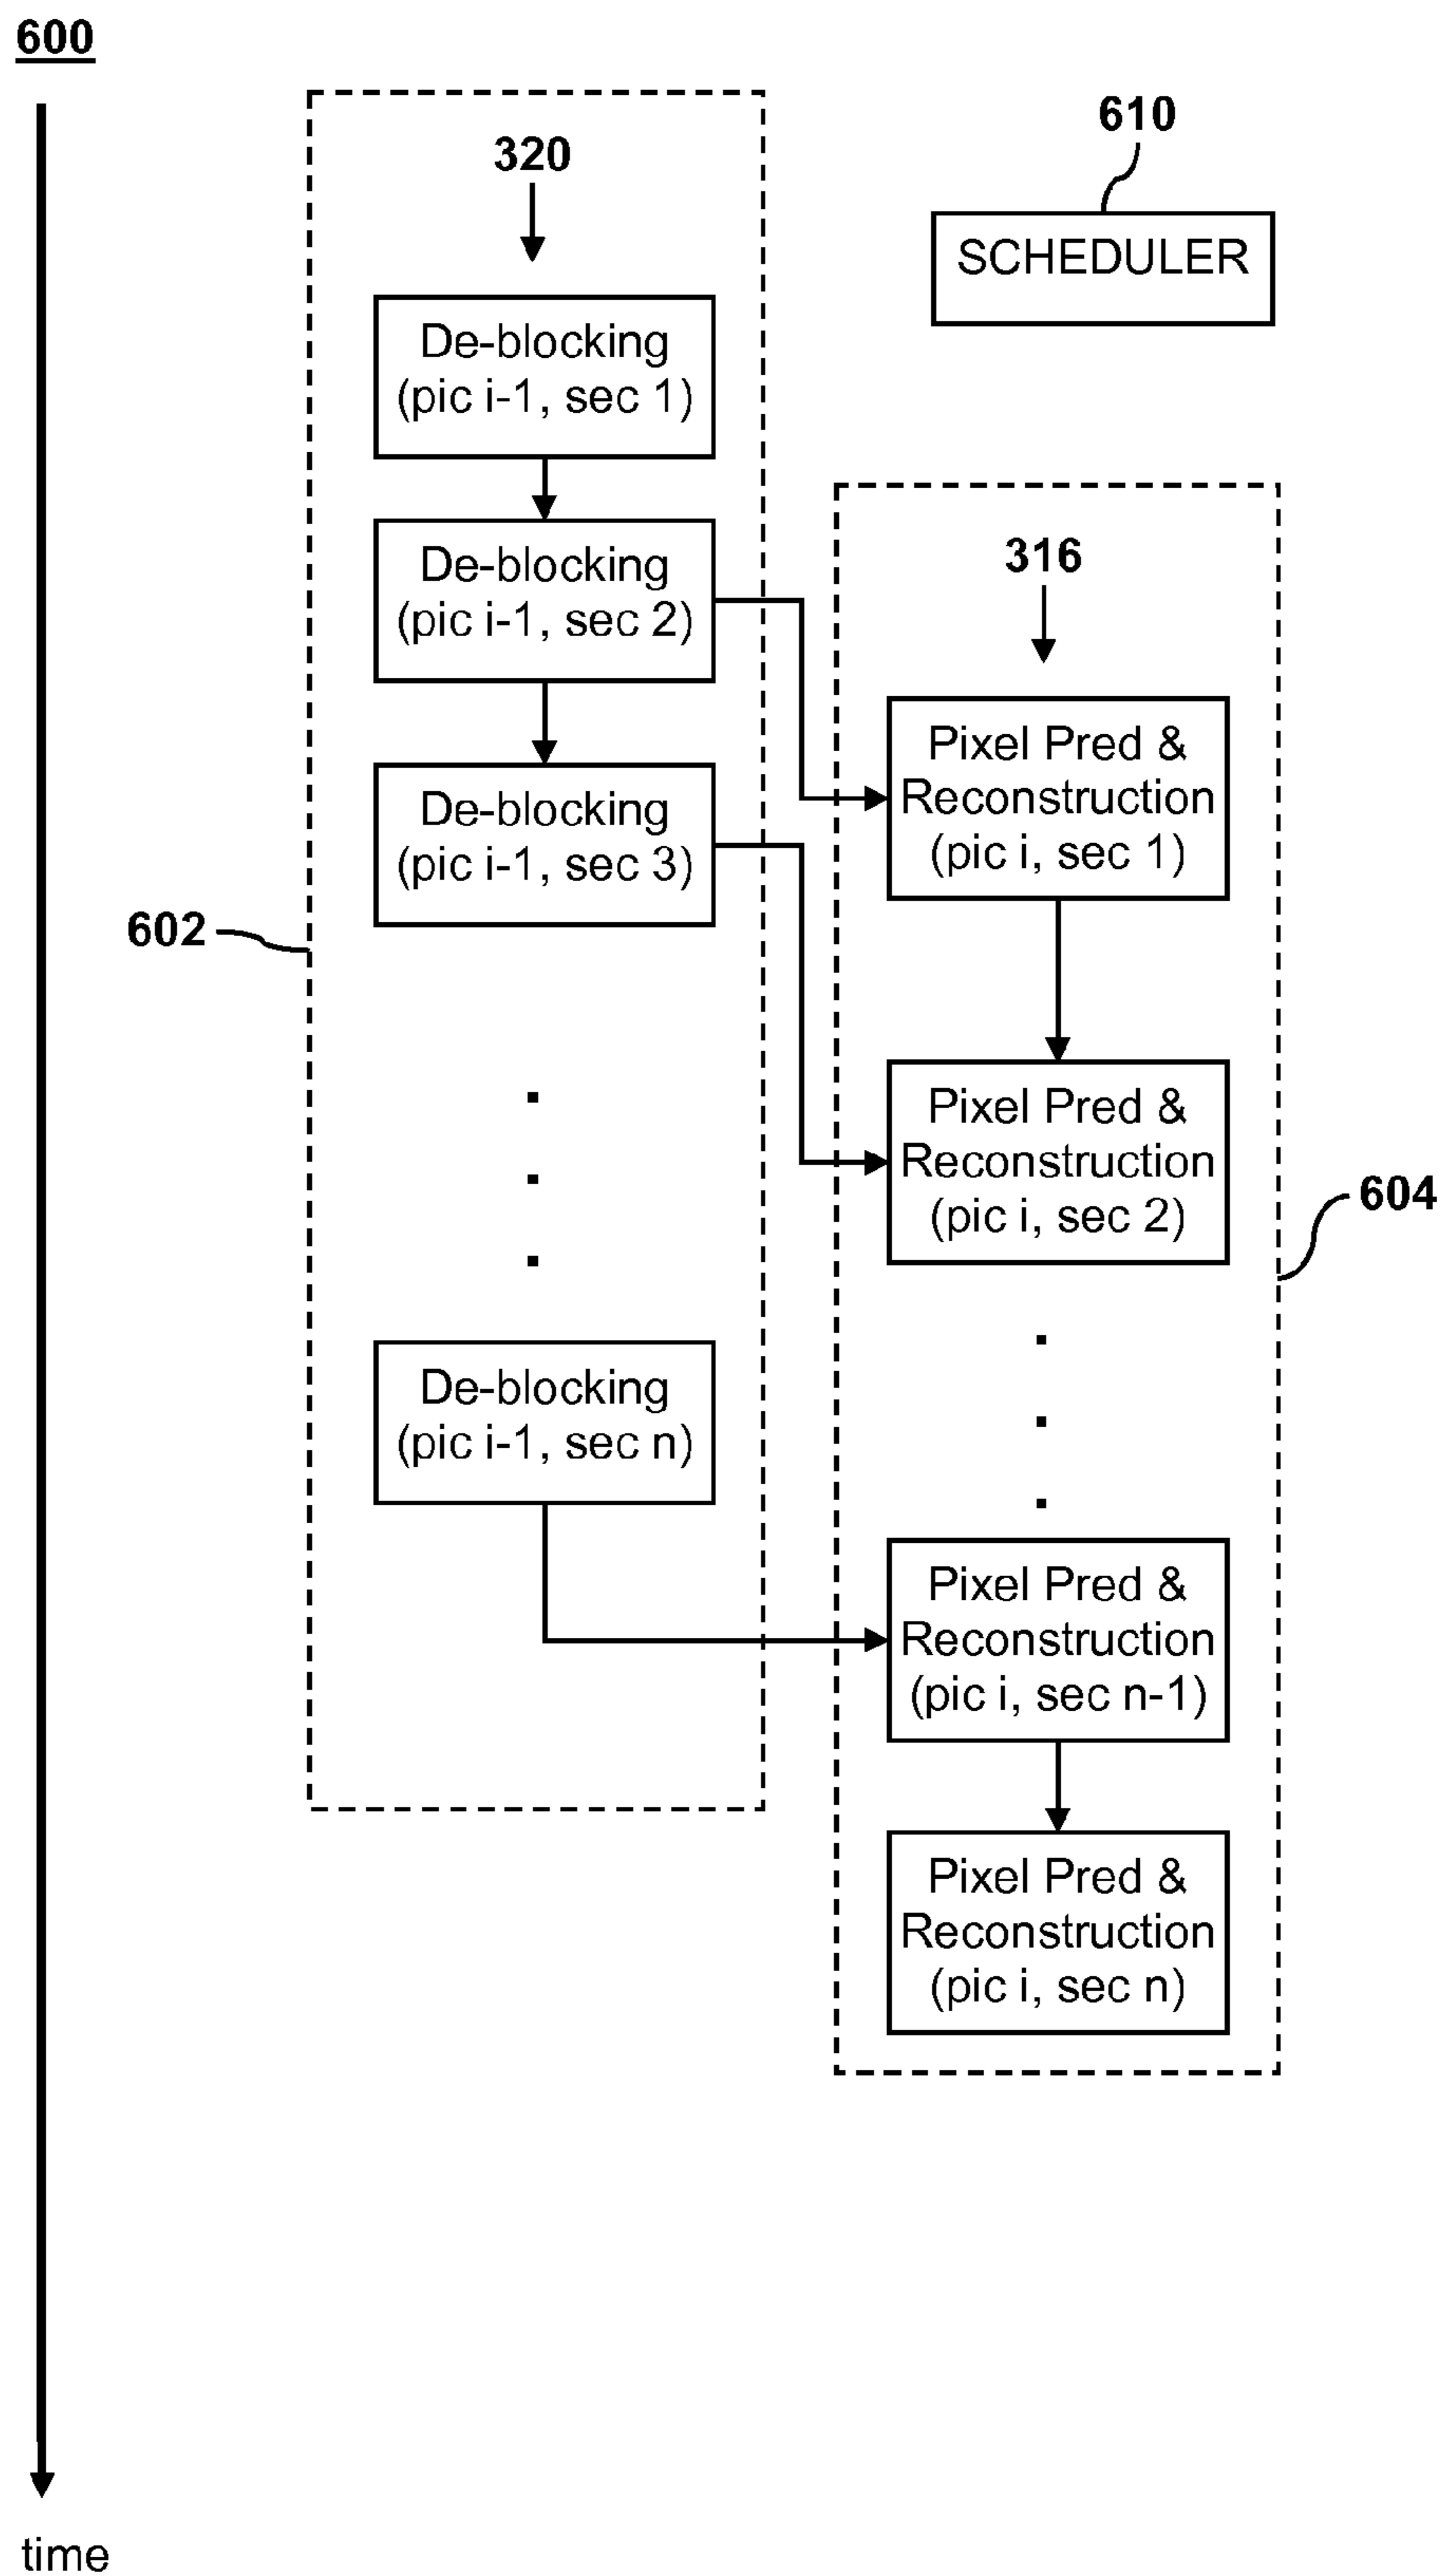 600
320
610
SCHEDULER
De-blocking
(pic i-1, sec 1)
De-blocking
(pic i-1, sec 2)
316
Pixel Pred &
Reconstruction
(pic i, sec 1)
De-blocking
(pic i-1, sec 3)
602
Pixel Pred &
Reconstruction
(pic i, sec 2)
604
De-blocking
(pic i-1, sec n)
Pixel Pred &
Reconstruction
(pic i, sec n-1)
Pixel Pred &
Reconstruction
(pic i, sec n)
time